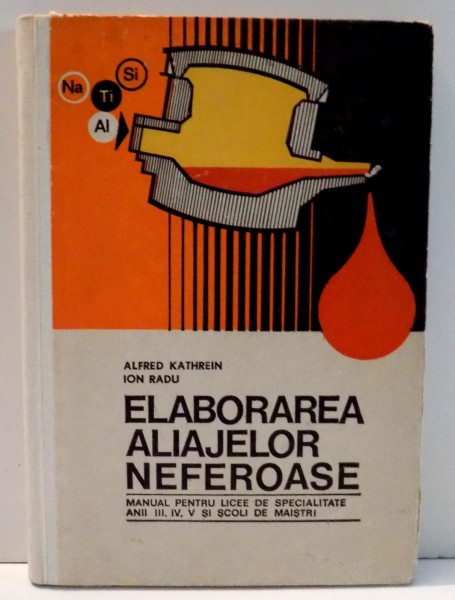 Na
Ti
Si
Al
ALFRED KATHREIN
ION RADU
ELABORAREA
ALIAJELOR
NEFEROASE
MANUAL PENTRU LICEE DE SPECIALITATE
ANII III, IV, V ȘI ȘCOLI DE MAIȘTRI